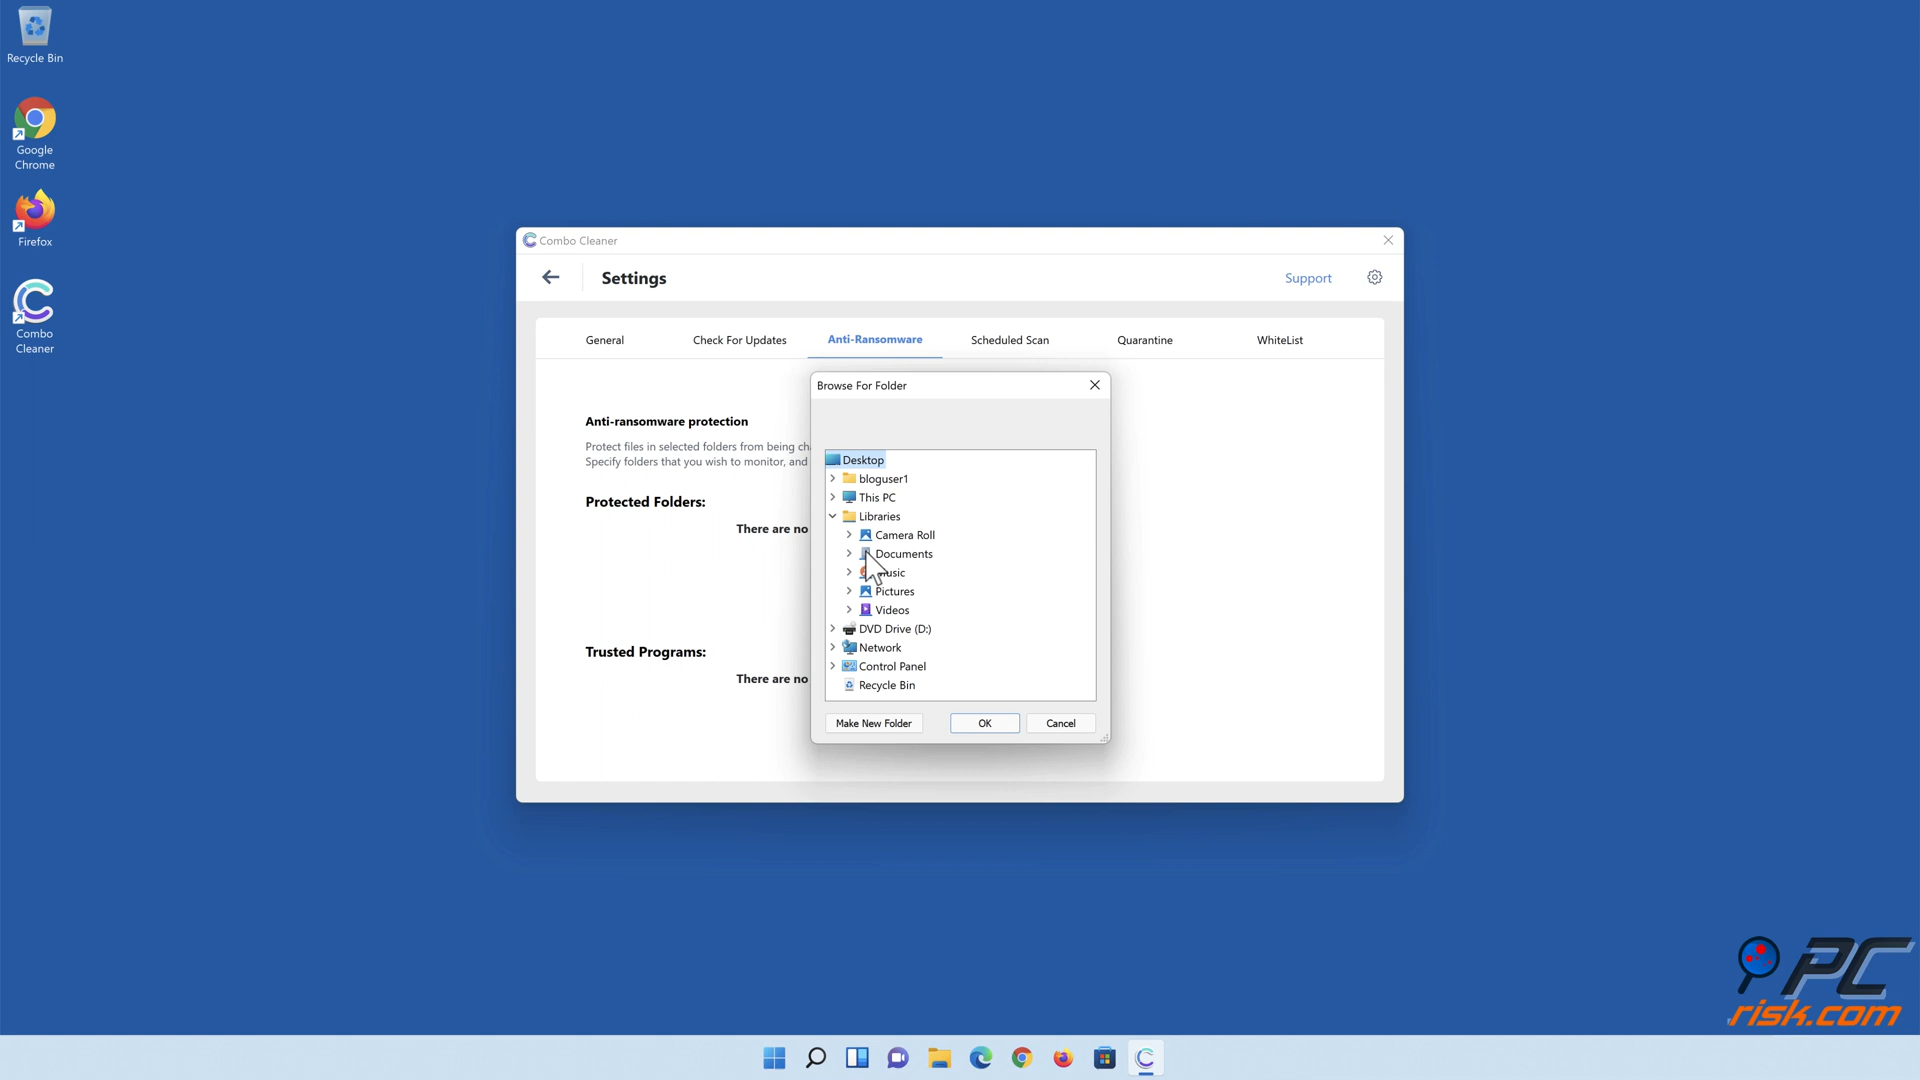 Recycle Bin
Google
Chrome
Firefox
Combo
Cleaner
Combo Cleaner
Settings
Support
General
Check For Updates
Anti-Ransomware
Scheduled Scan
Quarantine
WhiteList
Anti-ransomware protection
Protect files in selected folders from being
Specify folders that you wish to monitor, and
Protected Folders:
There are no
Trusted Programs:
There are no
Browse For Folder
Desktop
bloguser1
This PC
Libraries
Camera Roll
Documents
Pictures
Videos
DVD Drive (D:)
Network
Control Panel
Recycle Bin
Make New Folder
OK
Cancel
PC
risk.com